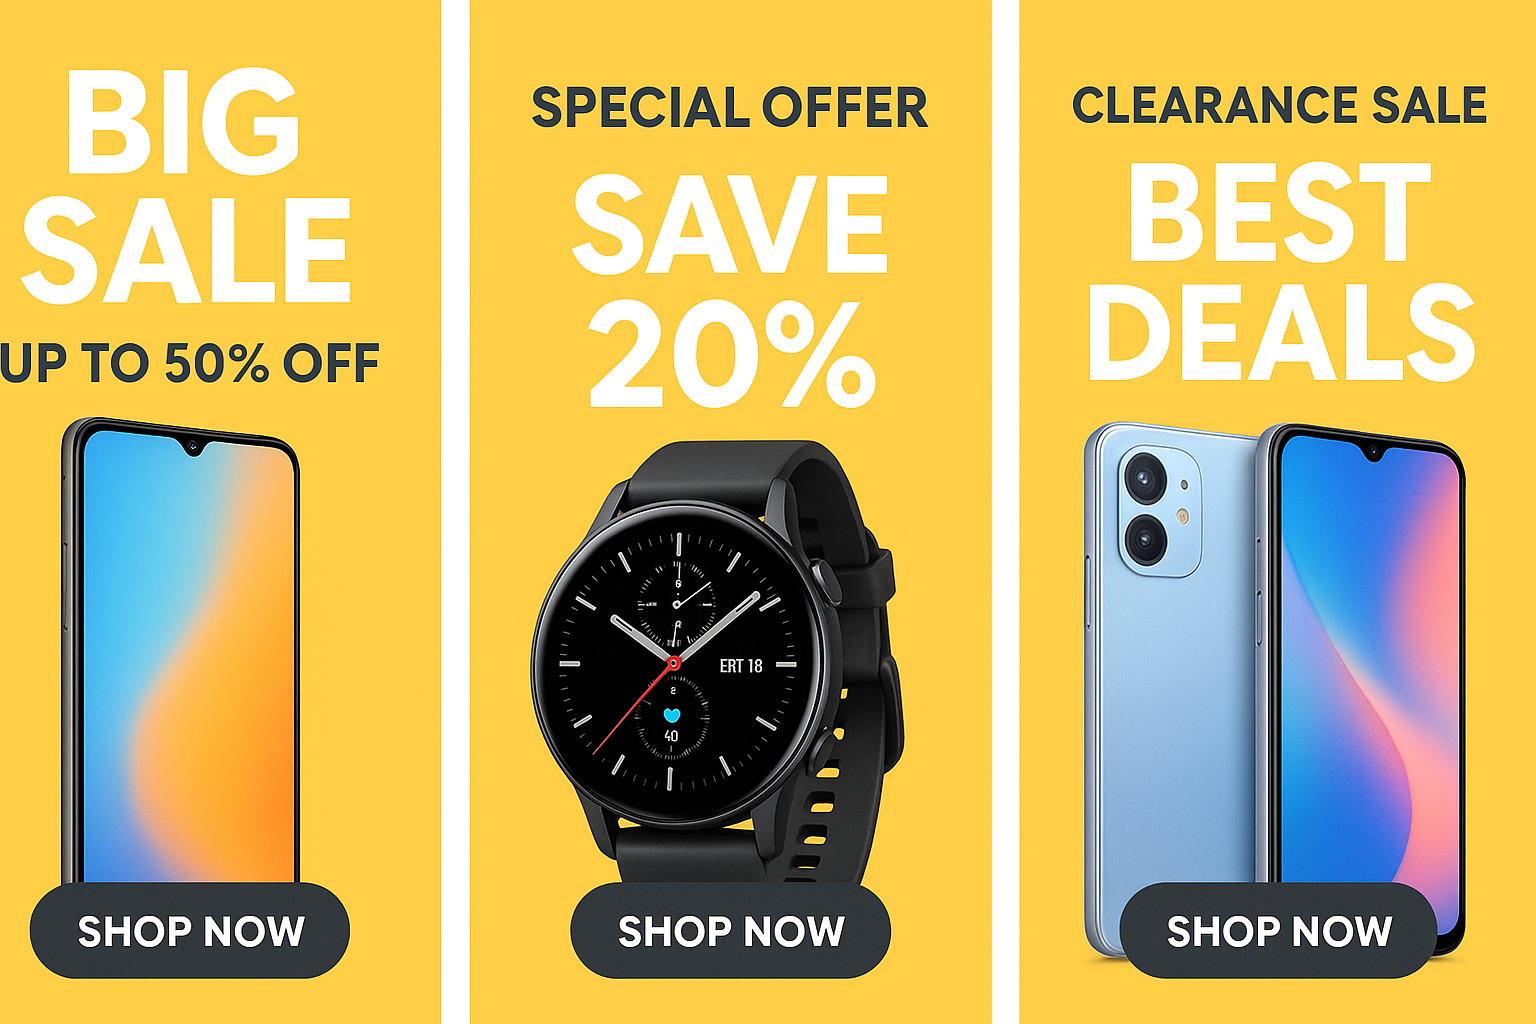 BIG
SALE
UP TO 50% OFF
SHOP NOW
SPECIAL OFFER
SAVE
20%
ERT 18
40
SHOP NOW
CLEARANCE SALE
BEST
DEALS
SHOP NOW